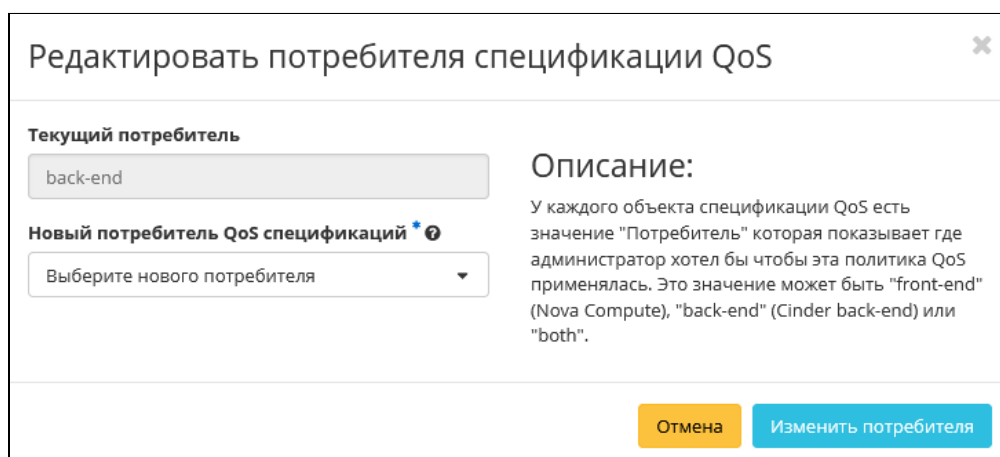 Редактировать потребителя спецификации QoS
×
Текущий потребитель
back-end
Новый потребитель QoS спецификаций *
Выберите нового потребителя
Описание:
У каждого объекта спецификации QoS есть
значение "Потребитель" которая показывает где
администратор хотел бы чтобы эта политика QoS
применялась. Это значение может быть "front-end"
(Nova Compute), "back-end" (Cinder back-end) или
"both".
Отмена
Изменить потребителя